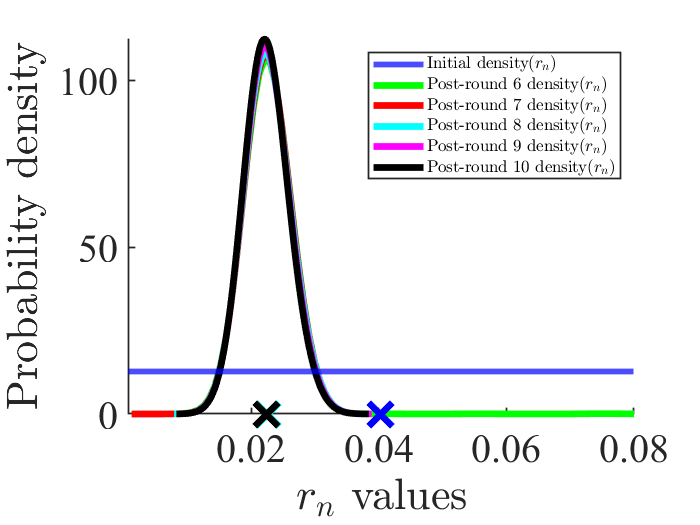 Probability density
100
50
0
0.02 0.04 0.06 0.08
r_n values
Initial density(r_n)
Post-round 6 density(r_n)
Post-round 7 density(r_n)
Post-round 8 density(r_n)
Post-round 9 density(r_n)
Post-round 10 density(r_n)